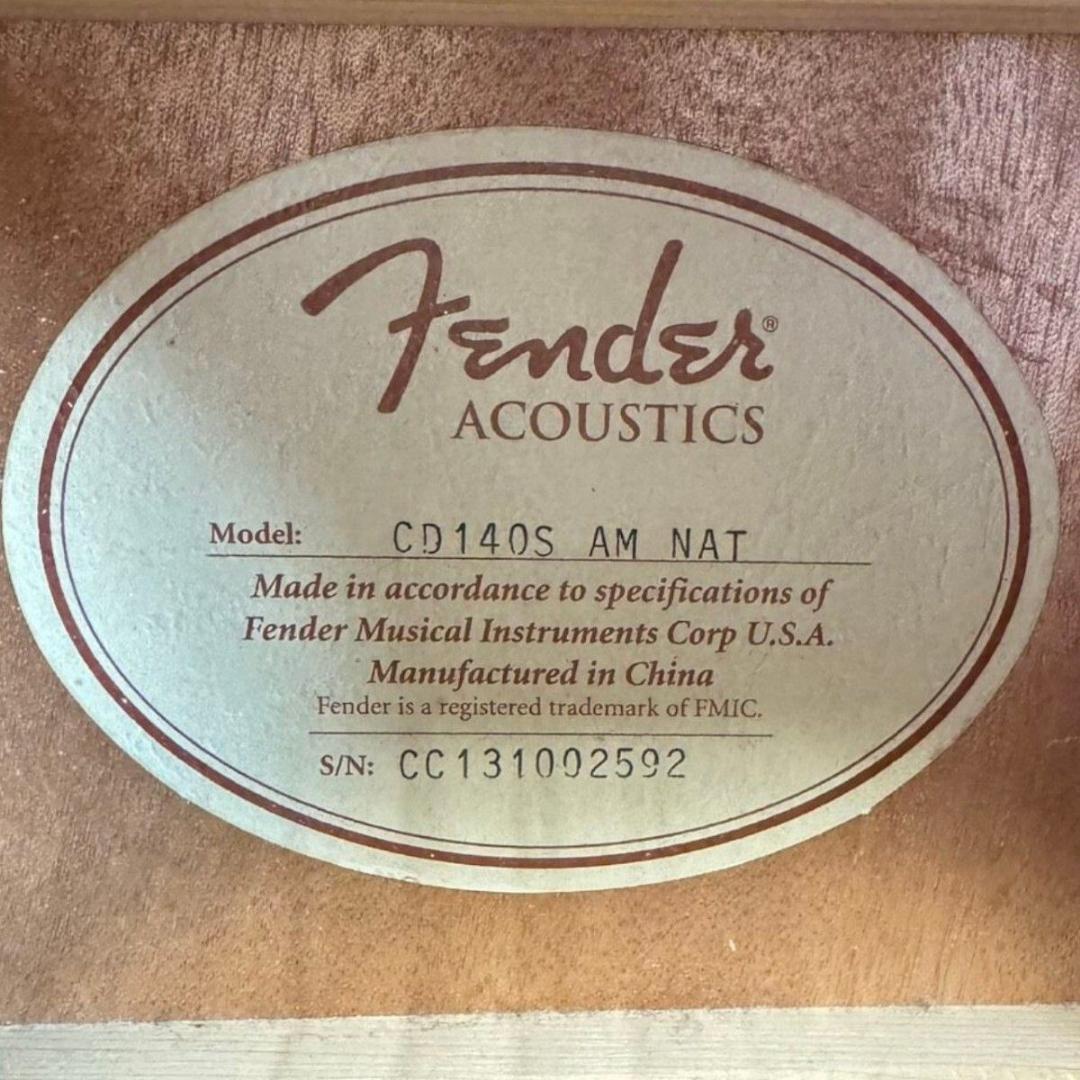 Fender®
ACOUSTICS
Model: CD140S AM NAT
Made in accordance to specifications of
Fender Musical Instruments Corp U.S.A.
Manufactured in China
Fender is a registered trademark of FMIC.
S/N: CC131002592